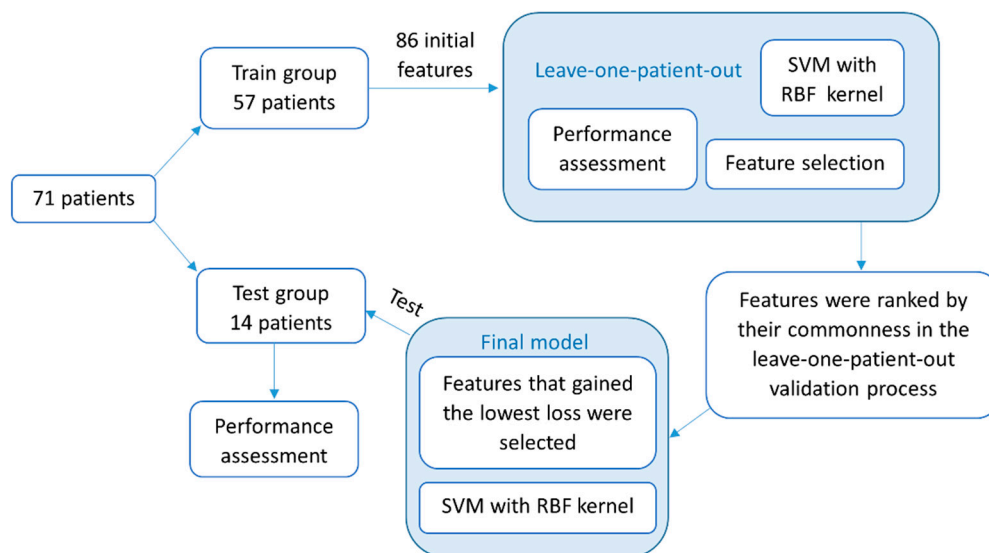 71 patients
Train group
57 patients
86 initial
features
Leave-one-patient-out
SVM with
RBF kernel
Performance
assessment
Feature selection
Features were ranked by
their commonness in the
leave-one-patient-out
validation process
Final model
Features that gained
the lowest loss were
selected
SVM with RBF kernel
Test
Test group
14 patients
Performance
assessment